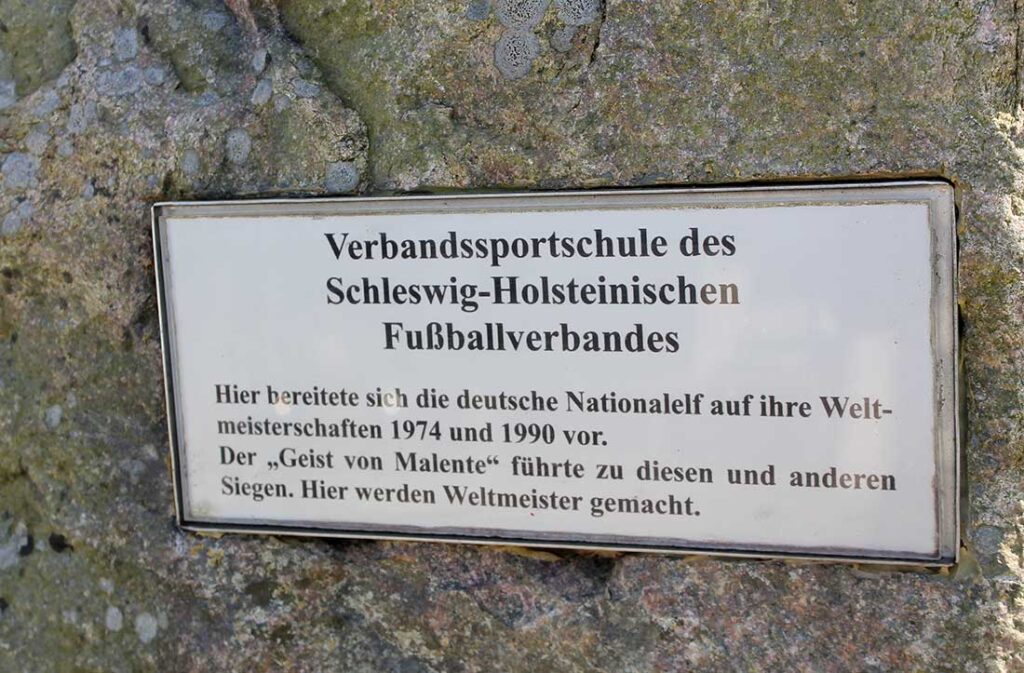 Verbandssportschule des
Schleswig-Holsteinischen
Fußballverbandes
Hier bereitete sich die deutsche Nationalelf auf ihre Welt-
meisterschaften 1974 und 1990 vor.
Der „Geist von Malente“ führte zu diesen und anderen
Siegen. Hier werden Weltmeister gemacht.